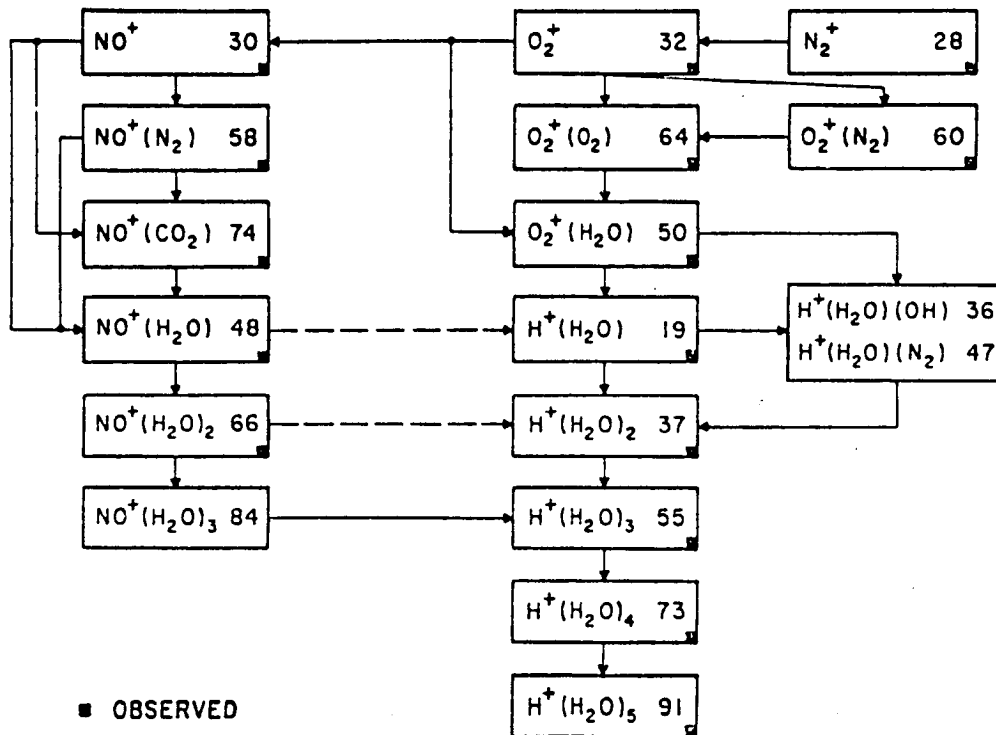 NO⁺ 30
O₂⁺ 32
N₂⁺ 28
NO⁺(N₂) 58
O₂⁺(O₂) 64
O₂⁺(N₂) 60
NO⁺(CO₂) 74
O₂⁺(H₂O) 50
NO⁺(H₂O) 48
H⁺(H₂O) 19
H⁺(H₂O)(OH) 36
H⁺(H₂O)(N₂) 47
NO⁺(H₂O)₂ 66
H⁺(H₂O)₂ 37
NO⁺(H₂O)₃ 84
H⁺(H₂O)₃ 55
H⁺(H₂O)₄ 73
H⁺(H₂O)₅ 91
■ OBSERVED